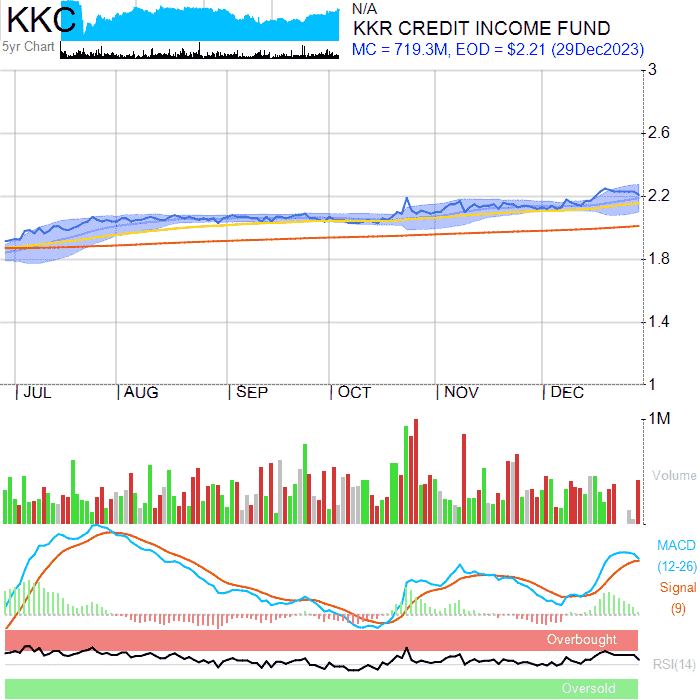 KKC
5yr Chart
N/A
KKR CREDIT INCOME FUND
MC = 719.3M, EOD = $2.21 (29Dec2023)
3
2.6
2.2
1.8
1.4
1
JUL AUG SEP OCT NOV DEC
1M
Volume
MACD
(12-26)
Signal
(9)
Overbought
RSI(14)
Oversold